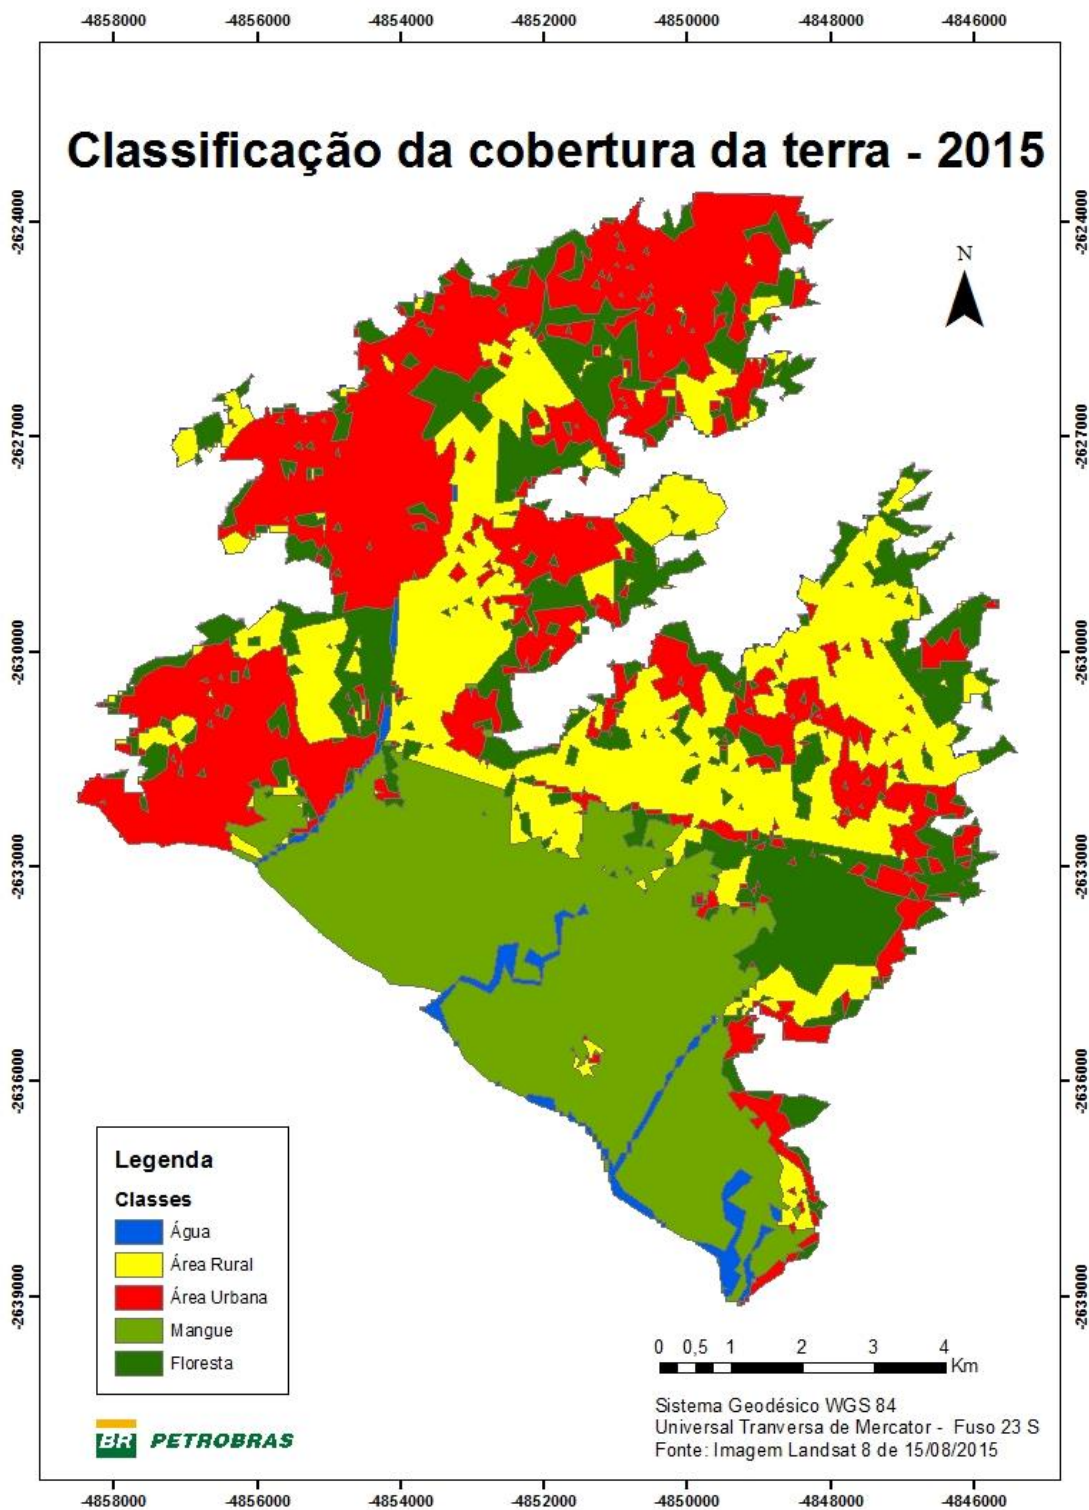 -4858000 -4856000 -4854000 -4852000 -4850000 -4848000 -4846000
Classificação da cobertura da terra - 2015
-2624000 -2624000
N
-2627000 -2627000
-2630000 -2630000
-2633000 -2633000
-2636000 -2636000
Legenda
Classes
Água
Área Rural
Área Urbana
Mangue
Floresta
-2639000 -2639000
0 0,5 1 2 3 4
Km
Sistema Geodésico WGS 84
Universal Tranversa de Mercator - Fuso 23 S
Fonte: Imagem Landsat 8 de 15/08/2015
BR PETROBRAS
-4858000 -4856000 -4854000 -4852000 -4850000 -4848000 -4846000